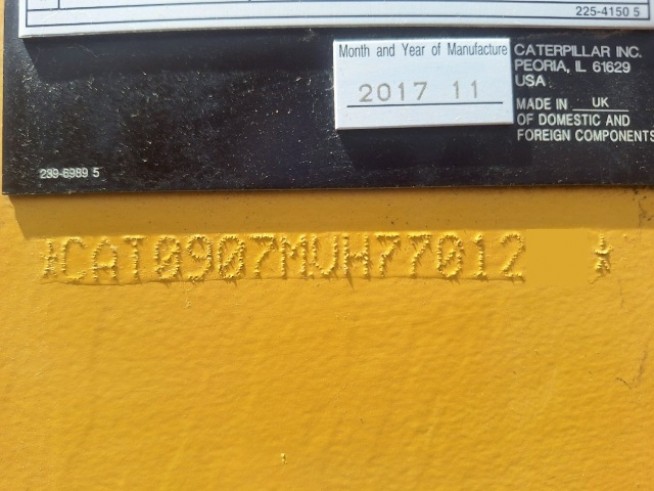 225-4150 5
Month and Year of Manufacture
2017 11
CATERPILLAR INC.
PEORIA, IL 61629
USA
MADE IN UK
OF DOMESTIC AND
FOREIGN COMPONENTS
239-6989 5
*CAT0907MVH77012 *